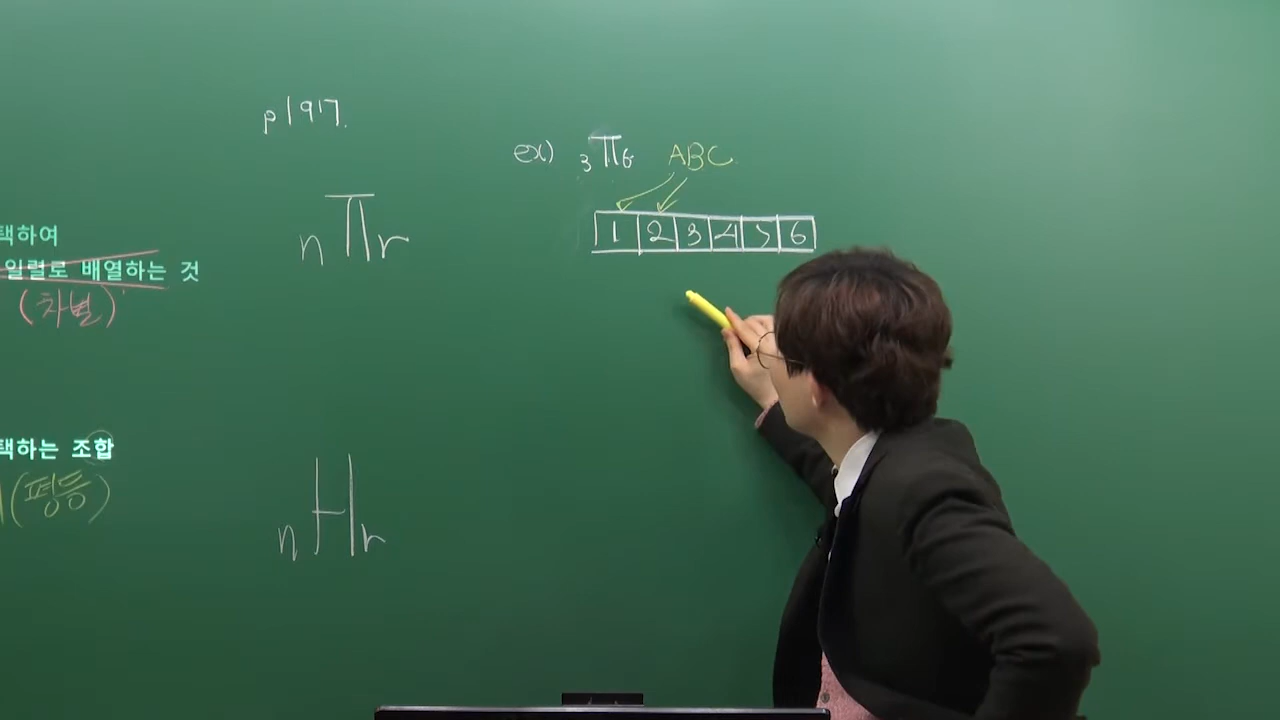 p197.
ex) ₃Π₆ ABC
1 2 3 4 5 6
택하여
nΠr
일렬로 배열하는 것
(차별)
택하는 조합
(평등)
nHr